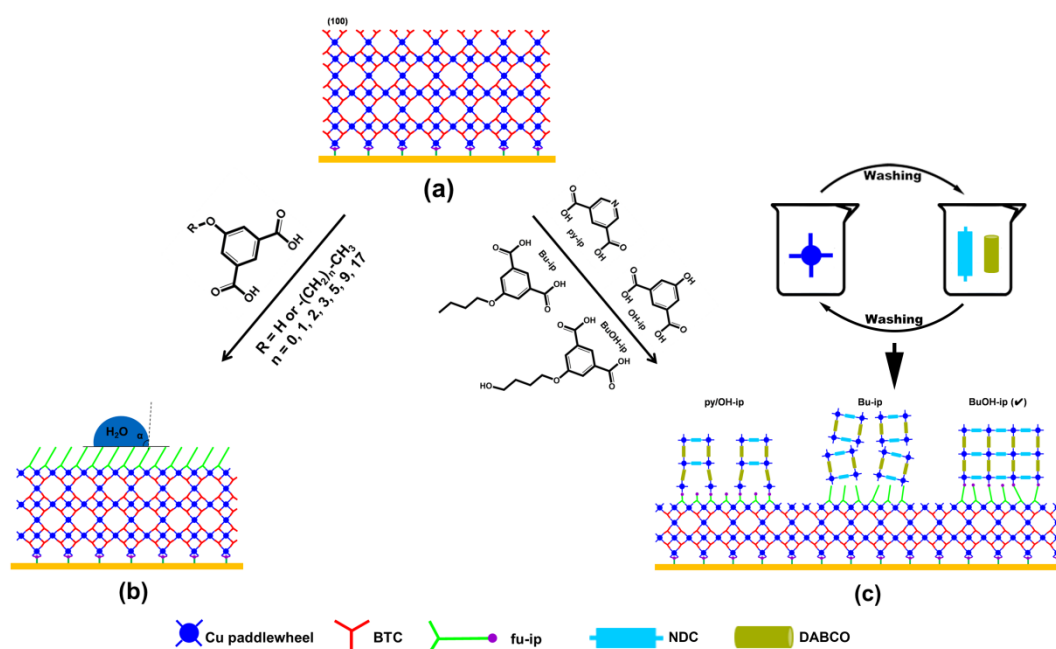 (100)
(a)
R
O
O
OH
O
OH
R = H or -(CH2)n-CH3
n = 0, 1, 2, 3, 5, 9, 17
O
OH
N
O
OH
py-ip
O
OH
O
OH
O
Bu-ip
O
OH
OH
O
OH
OH-ip
O
OH
O
OH
O
HO
BuOH-ip
Washing
Washing
H2O α
(b)
py/OH-ip
Bu-ip
BuOH-ip (✔)
(c)
Cu paddlewheel
BTC
fu-ip
NDC
DABCO